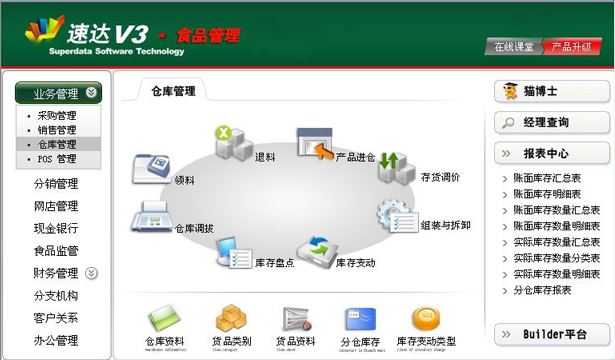 速达V3 - 食品管理
Superdata Software Technology
在线课堂
产品升级
业务管理
采购管理
销售管理
仓库管理
POS 管理
分销管理
网店管理
现金银行
食品监管
财务管理
分支机构
客户关系
办公管理
仓库管理
退料
产品进仓
领料
存货调价
仓库调拨
组装与拆卸
库存盘点
库存变动
仓库资料
货品类别
货品资料
分仓库存
库存变动类型
猫博士
经理查询
报表中心
账面库存汇总表
账面库存明细表
账面库存数量汇总表
账面库存数量明细表
实际库存数量汇总表
实际库存数量分类表
实际库存数量明细表
分仓库存报表
Builder平台